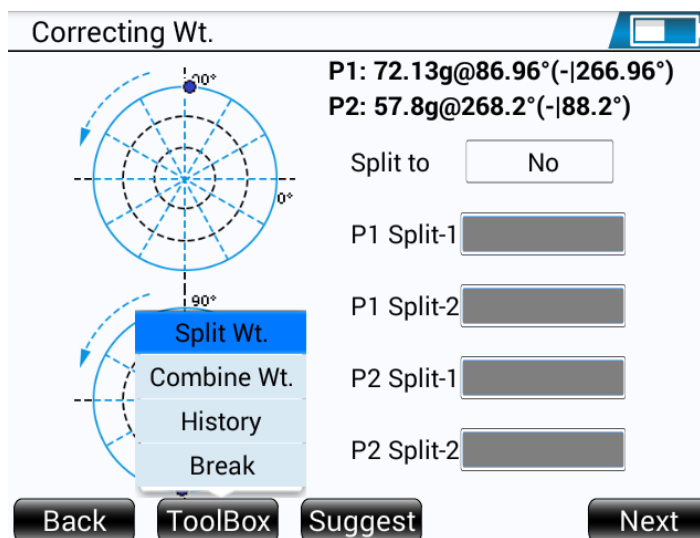 Correcting Wt.
P1: 72.13g@86.96°(-|266.96°)
P2: 57.8g@268.2°(-|88.2°)
90°
0°
90°
Split to No
P1 Split-1
P1 Split-2
P2 Split-1
P2 Split-2
Split Wt.
Combine Wt.
History
Break
Back ToolBox Suggest Next